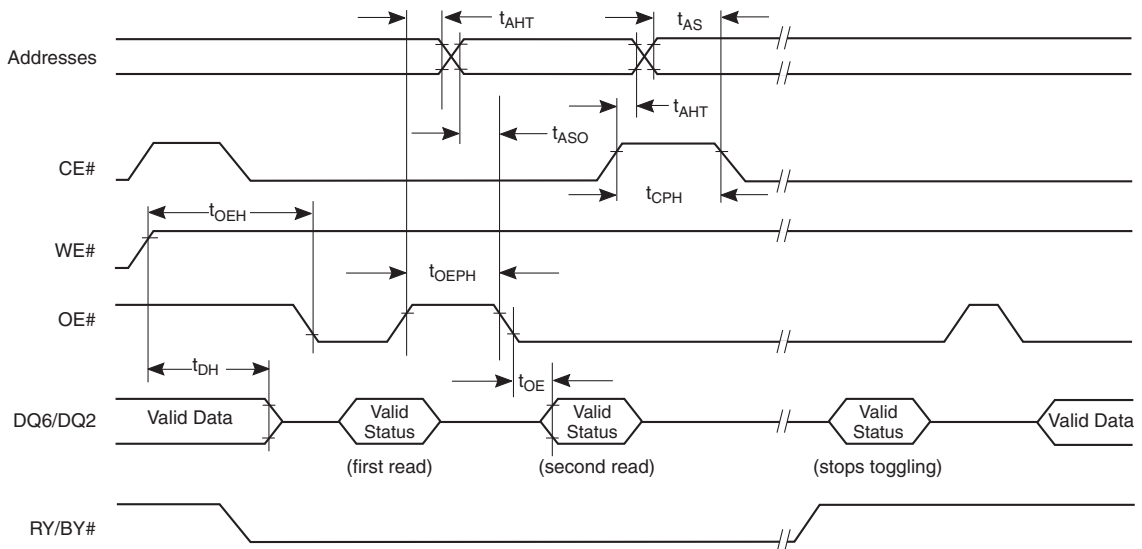 tAHT
tAS
Addresses
tAHT
tASO
CE#
tCPH
tOEH
WE#
tOEPH
OE#
tDH
tOE
DQ6/DQ2
Valid Data
Valid
Status
Valid
Status
Valid
Status
Valid Data
(first read)
(second read)
(stops toggling)
RY/BY#